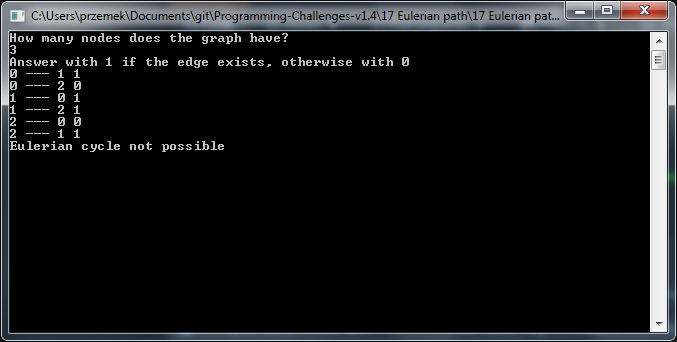 C:\Users\przemek\Documents\git\Programming-Challenges-v1.4\17 Eulerian path\17 Eulerian pat...
How many nodes does the graph have?
3
Answer with 1 if the edge exists, otherwise with 0
0 --- 1 1
0 --- 2 0
1 --- 0 1
1 --- 2 1
2 --- 0 0
2 --- 1 1
Eulerian cycle not possible